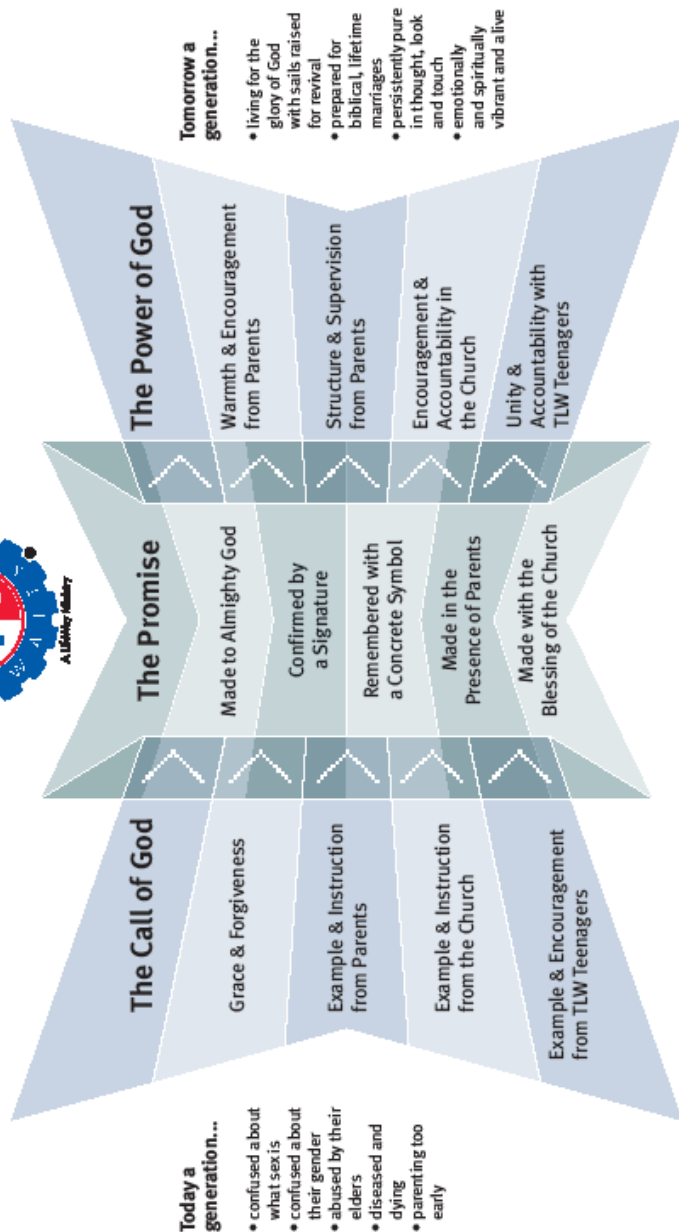 A LifeWay Ministry
Today a
generation...
• confused about
what sex is
• confused about
their gender
• abused by their
elders
• diseased and
dying
• parenting too
early
The Call of God
Grace & Forgiveness
Example & Instruction
from Parents
Example & Instruction
from the Church
Example & Encouragement
from TLW Teenagers
The Promise
Made to Almighty God
Confirmed by
a Signature
Remembered with
a Concrete Symbol
Made in the
Presence of Parents
Made with the
Blessing of the Church
The Power of God
Warmth & Encouragement
from Parents
Structure & Supervision
from Parents
Encouragement &
Accountability in
the Church
Unity &
Accountability with
TLW Teenagers
Tomorrow a
generation...
• living for the
glory of God
with sails raised
for revival
• prepared for
biblical, lifetime
marriages
• persistently pure
in thought, look
and touch
• emotionally
and spiritually
vibrant and alive